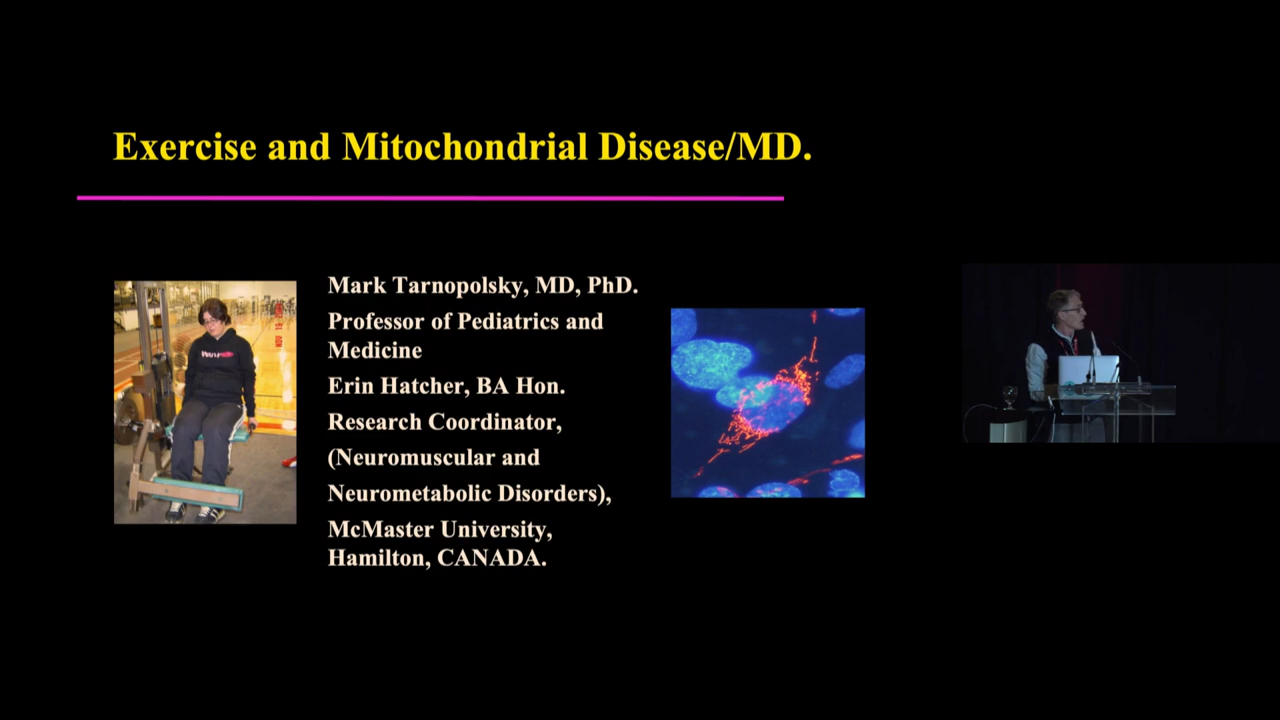 Exercise and Mitochondrial Disease/MD.
Mark Tarnopolsky, MD, PhD.
Professor of Pediatrics and
Medicine
Erin Hatcher, BA Hon.
Research Coordinator,
(Neuromuscular and
Neurometabolic Disorders),
McMaster University,
Hamilton, CANADA.